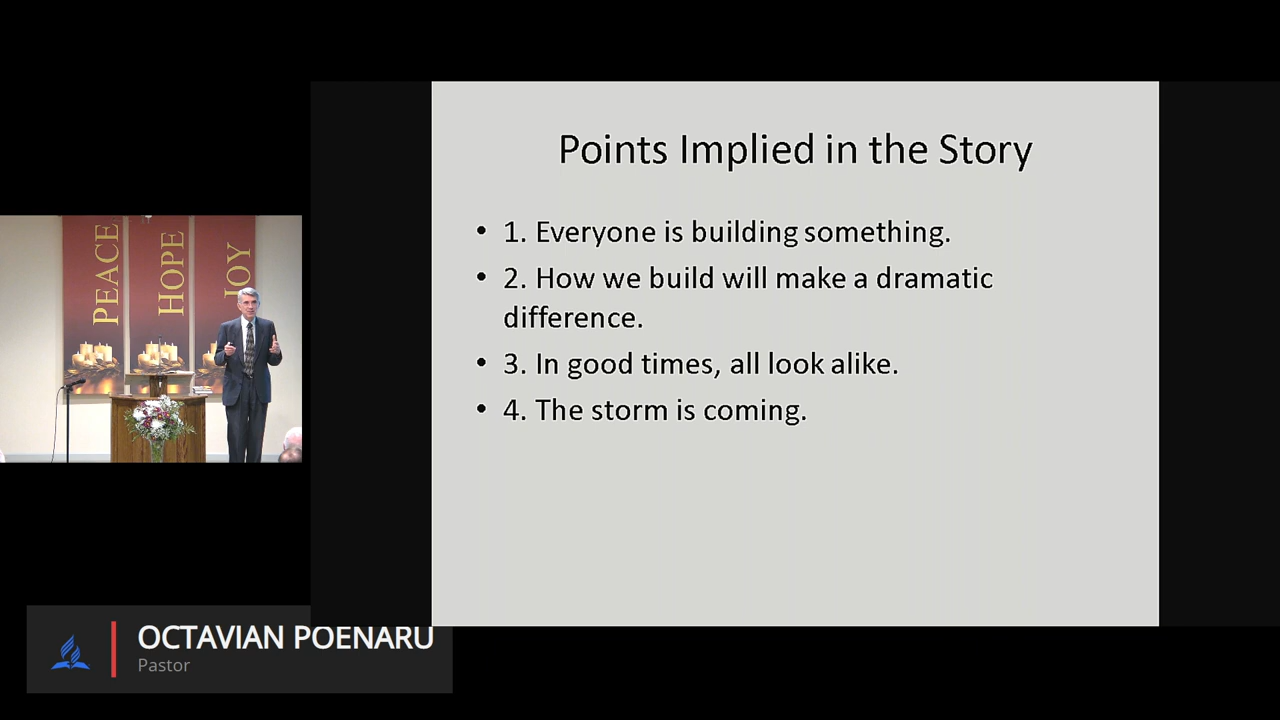 PEACE
HOPE
JOY
Points Implied in the Story
• 1. Everyone is building something.
• 2. How we build will make a dramatic
difference.
• 3. In good times, all look alike.
• 4. The storm is coming.
OCTAVIAN POENARU
Pastor